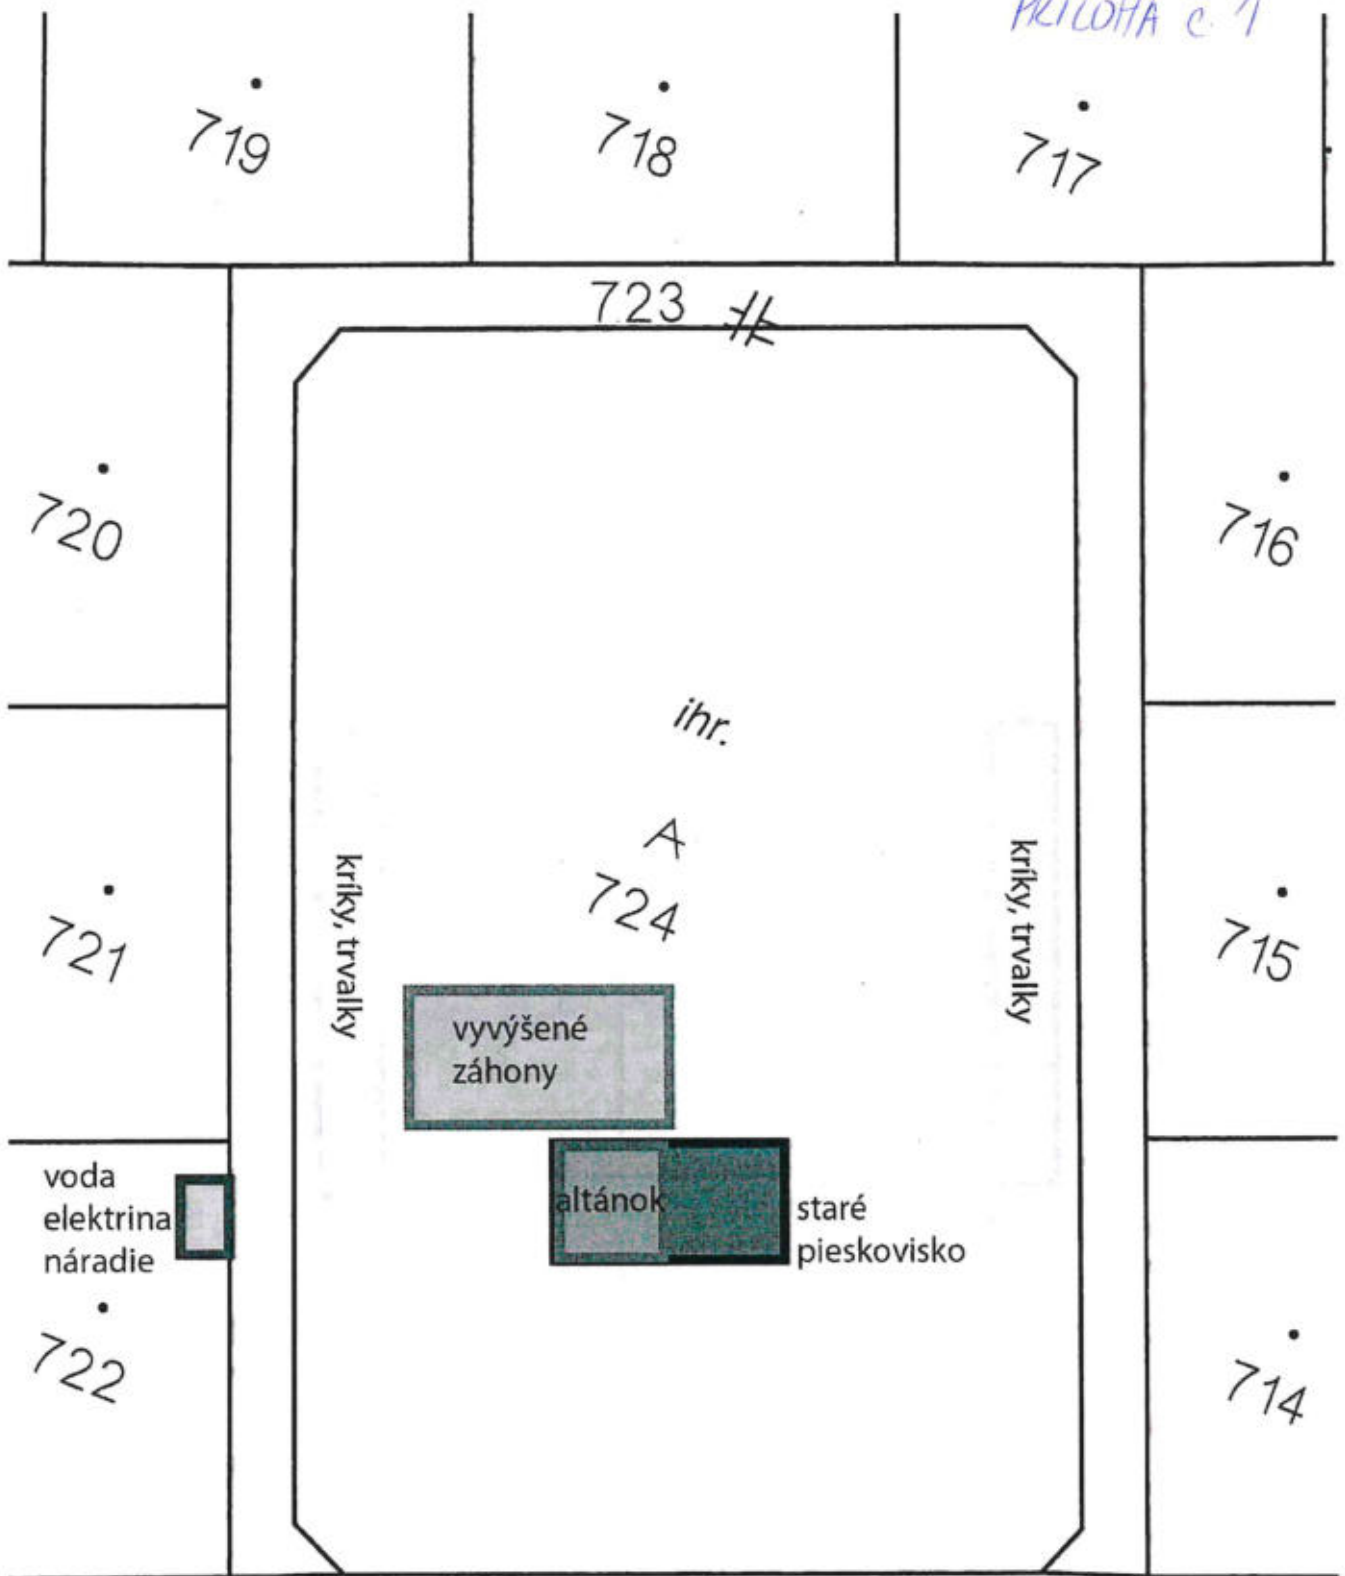 PRÍLOHA č. 1
719
718
717
723
720
716
ihr.
A
724
721
715
kríky, trvalky
kríky, trvalky
vyvýšené
záhony
voda
elektrina
náradie
altánok
staré
pieskovisko
722
714